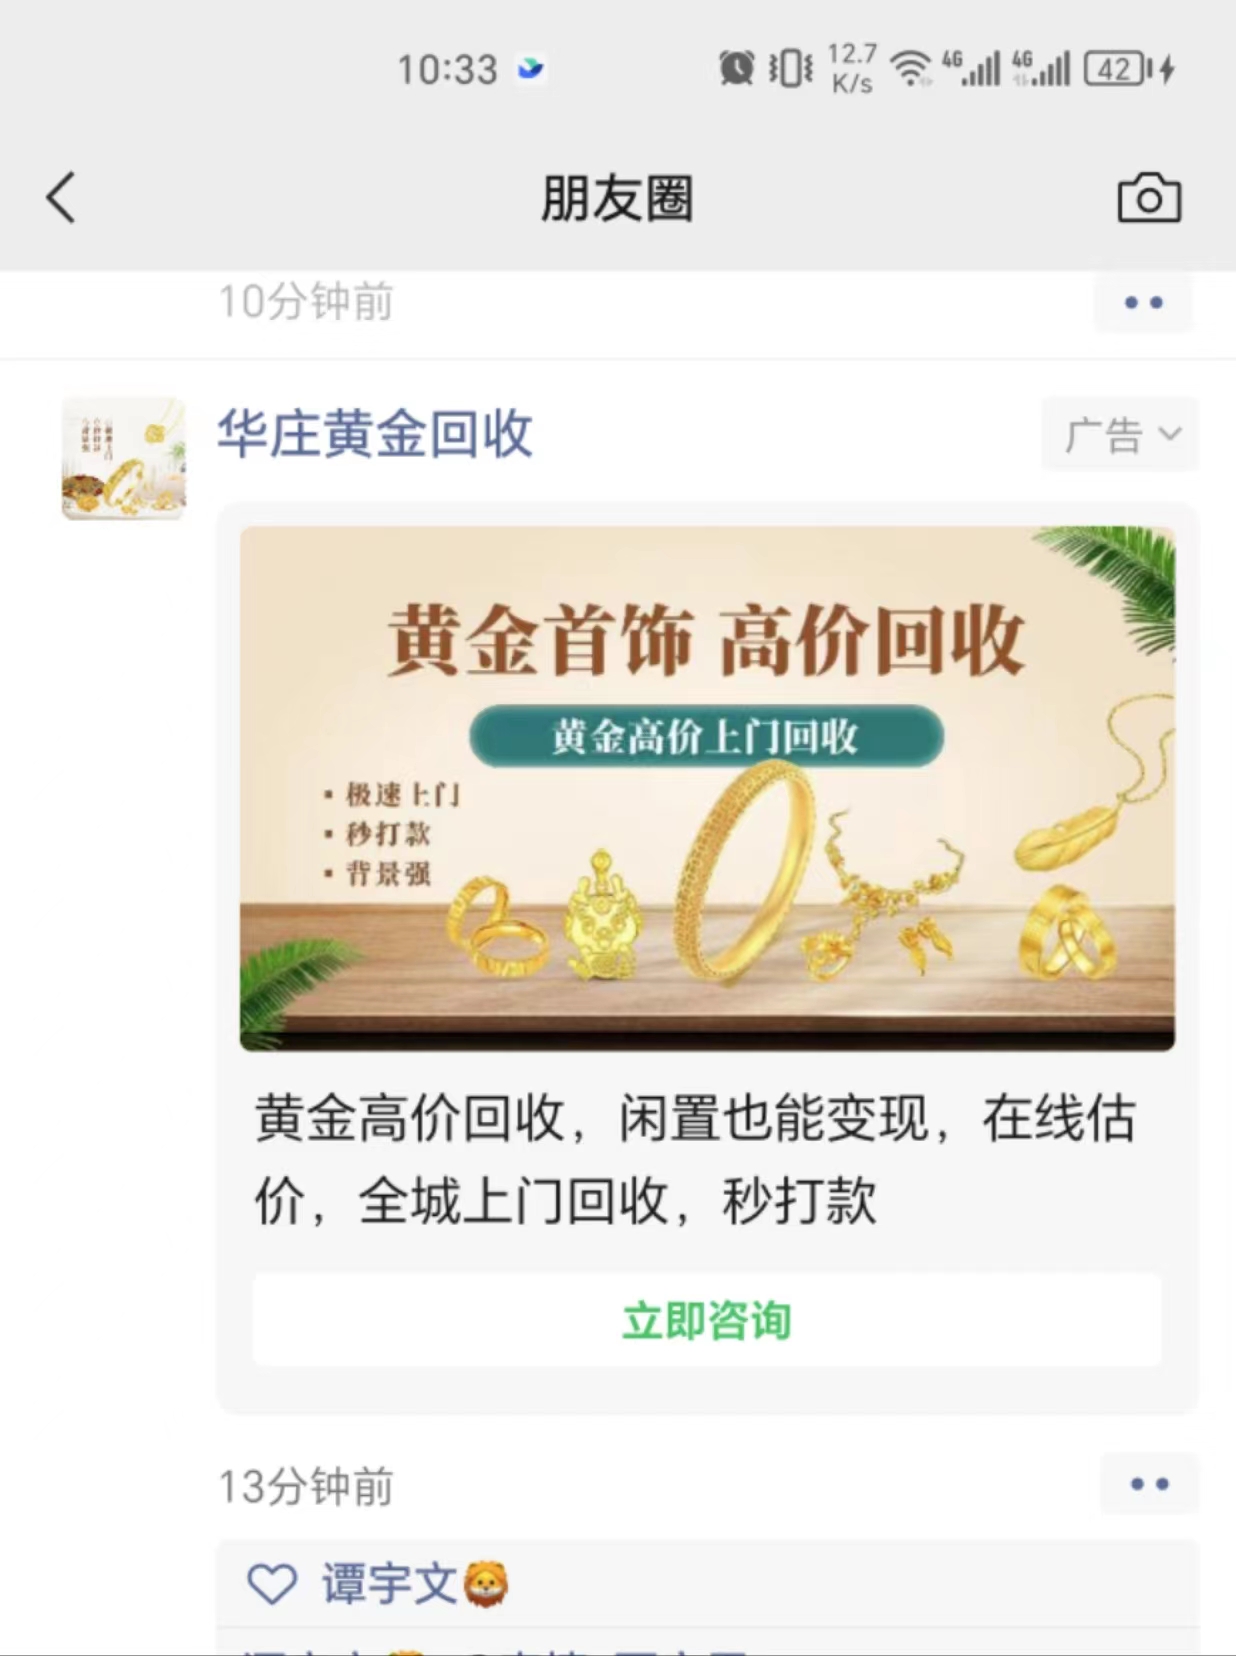 10:33
12.7
K/s
4G
4G
42
朋友圈
10分钟前
华庄黄金回收
广告
黄金首饰 高价回收
黄金高价上门回收
▪ 极速上门
▪ 秒打款
▪ 背景强
黄金高价回收，闲置也能变现，在线估
价，全城上门回收，秒打款
立即咨询
13分钟前
谭宇文